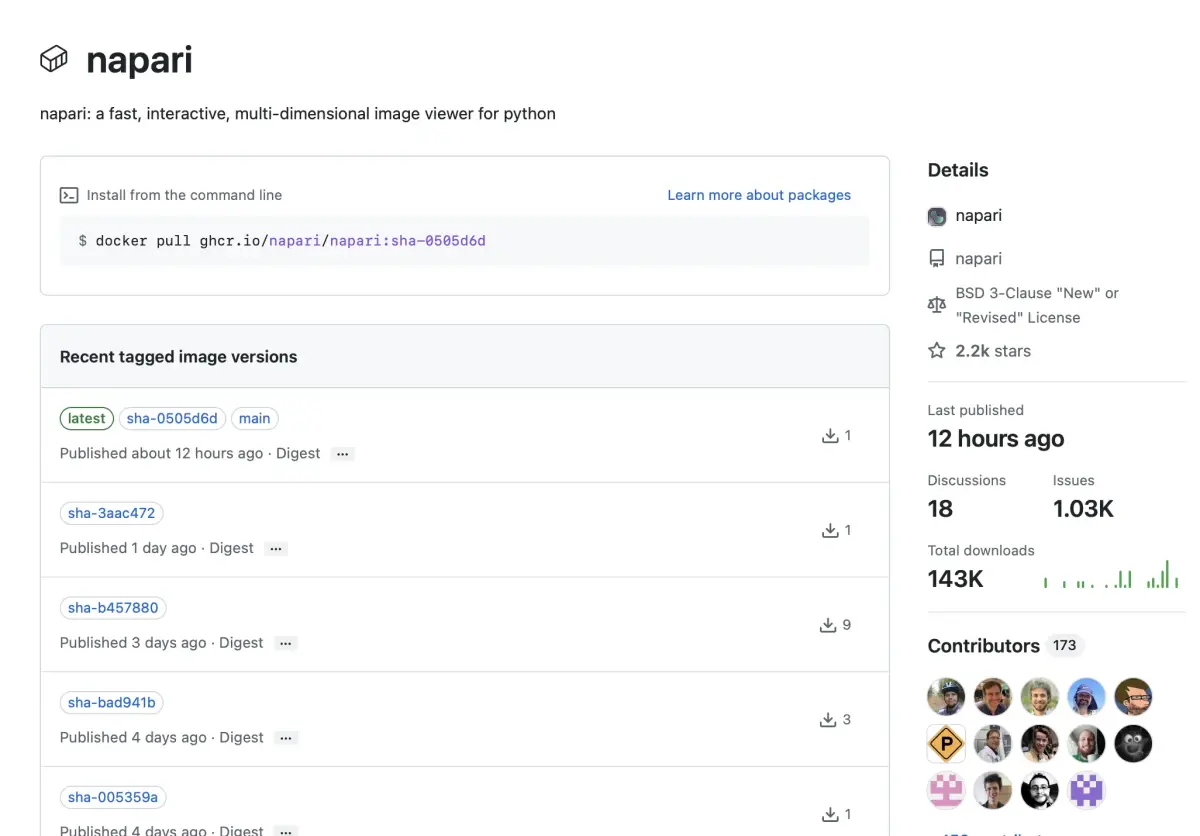 napari
napari: a fast, interactive, multi-dimensional image viewer for python
Install from the command line
Learn more about packages
$ docker pull ghcr.io/napari/napari:sha-0505d6d
Recent tagged image versions
latest sha-0505d6d main
Published about 12 hours ago · Digest ...
1
sha-3aac472
Published 1 day ago · Digest ...
1
sha-b457880
Published 3 days ago · Digest ...
9
sha-bad941b
Published 4 days ago · Digest ...
3
sha-005359a
Published 4 days ago · Digest ...
1
Details
napari
napari
BSD 3-Clause "New" or
"Revised" License
2.2k stars
Last published
12 hours ago
Discussions Issues
18 1.03K
Total downloads
143K
Contributors 173
P